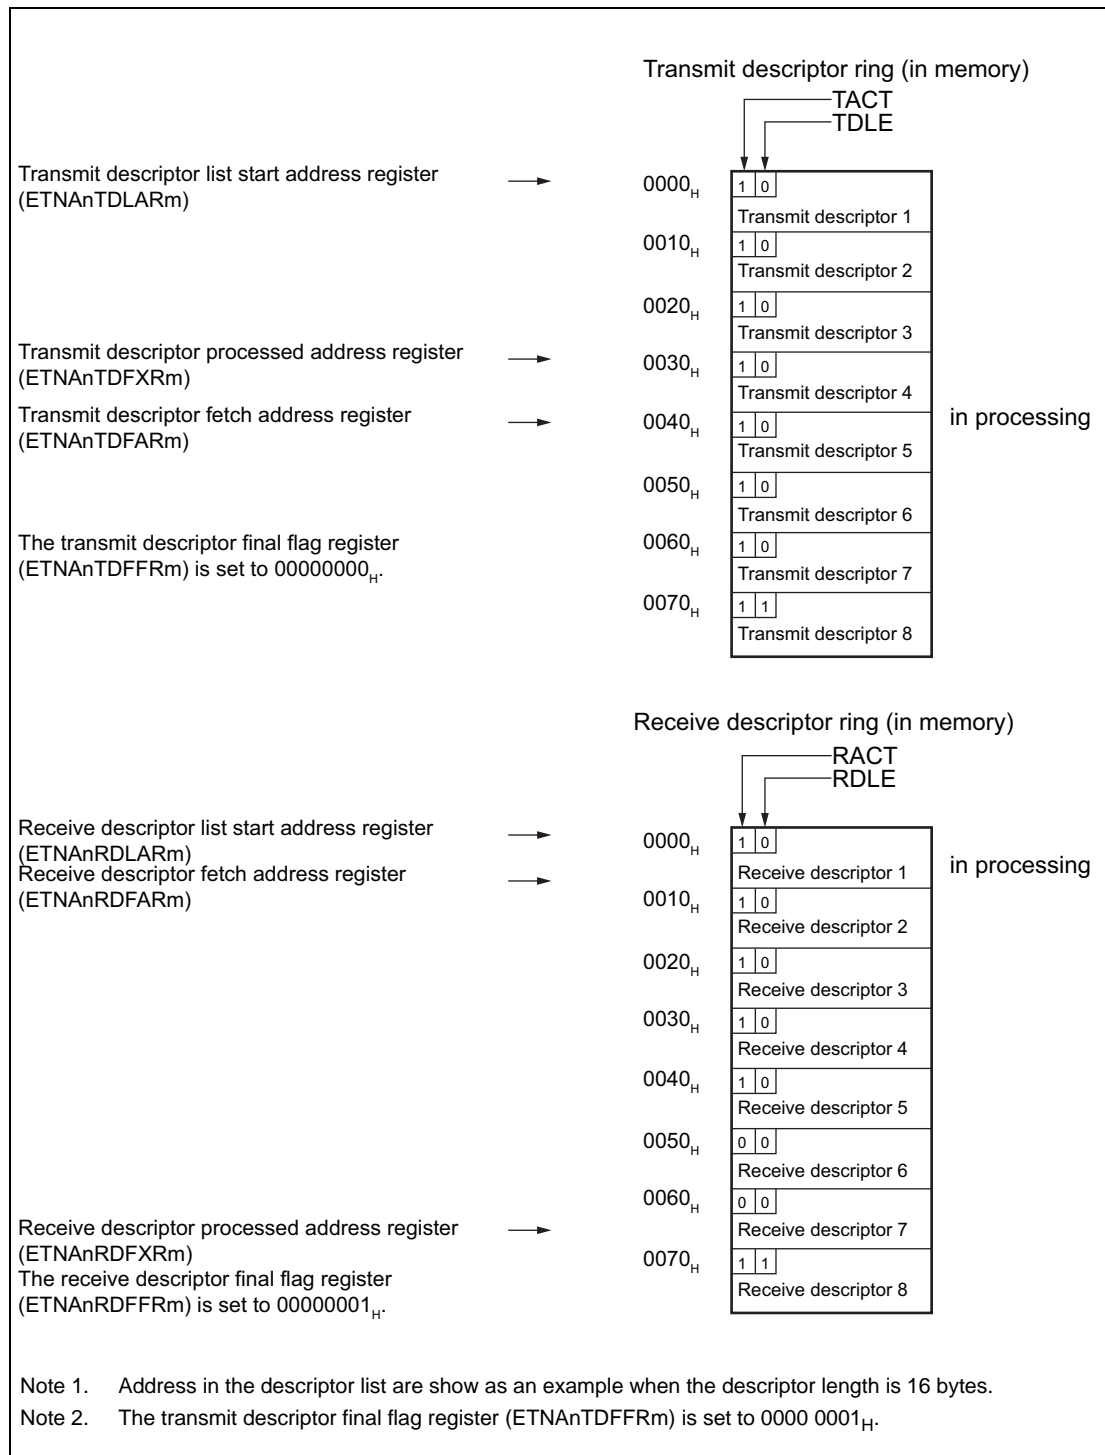 Transmit descriptor ring (in memory)
TACT
TDLE
Transmit descriptor list start address register
(ETNAnTDLARm)
0000H
1 0
Transmit descriptor 1
0010H
1 0
Transmit descriptor 2
0020H
1 0
Transmit descriptor 3
Transmit descriptor processed address register
(ETNAnTDFXRm)
0030H
1 0
Transmit descriptor 4
Transmit descriptor fetch address register
(ETNAnTDFARm)
0040H
1 0
Transmit descriptor 5
in processing
0050H
1 0
Transmit descriptor 6
The transmit descriptor final flag register
(ETNAnTDFFRm) is set to 00000000H.
0060H
1 0
Transmit descriptor 7
0070H
1 1
Transmit descriptor 8
Receive descriptor ring (in memory)
RACT
RDLE
Receive descriptor list start address register
(ETNAnRDLARm)
Receive descriptor fetch address register
(ETNAnRDFARm)
0000H
1 0
Receive descriptor 1
in processing
0010H
1 0
Receive descriptor 2
0020H
1 0
Receive descriptor 3
0030H
1 0
Receive descriptor 4
0040H
1 0
Receive descriptor 5
0050H
0 0
Receive descriptor 6
0060H
0 0
Receive descriptor 7
Receive descriptor processed address register
(ETNAnRDFXRm)
The receive descriptor final flag register
(ETNAnRDFFRm) is set to 00000001H.
0070H
1 1
Receive descriptor 8
Note 1. Address in the descriptor list are show as an example when the descriptor length is 16 bytes.
Note 2. The transmit descriptor final flag register (ETNAnTDFFRm) is set to 0000 0001H.